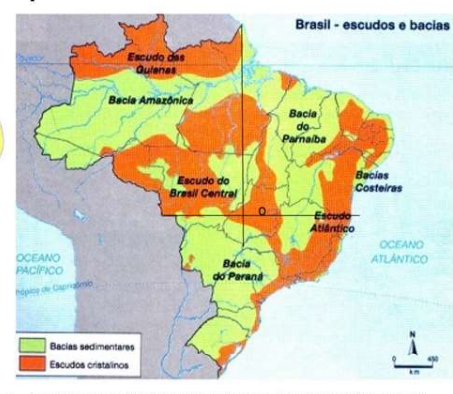 Brasil - escudos e bacias
Escudo das
Guianas
Bacia Amazônica
Bacia
do
Parnaíba
Escudo do
Brasil Central
Bacias
Costeiras
O
Escudo
Atlântico
OCEANO
PACÍFICO
OCEANO
ATLÂNTICO
Bacia
do Paraná
Trópico de Capricórnio
Bacias sedimentares
Escudos cristalinos
N
0 450
km